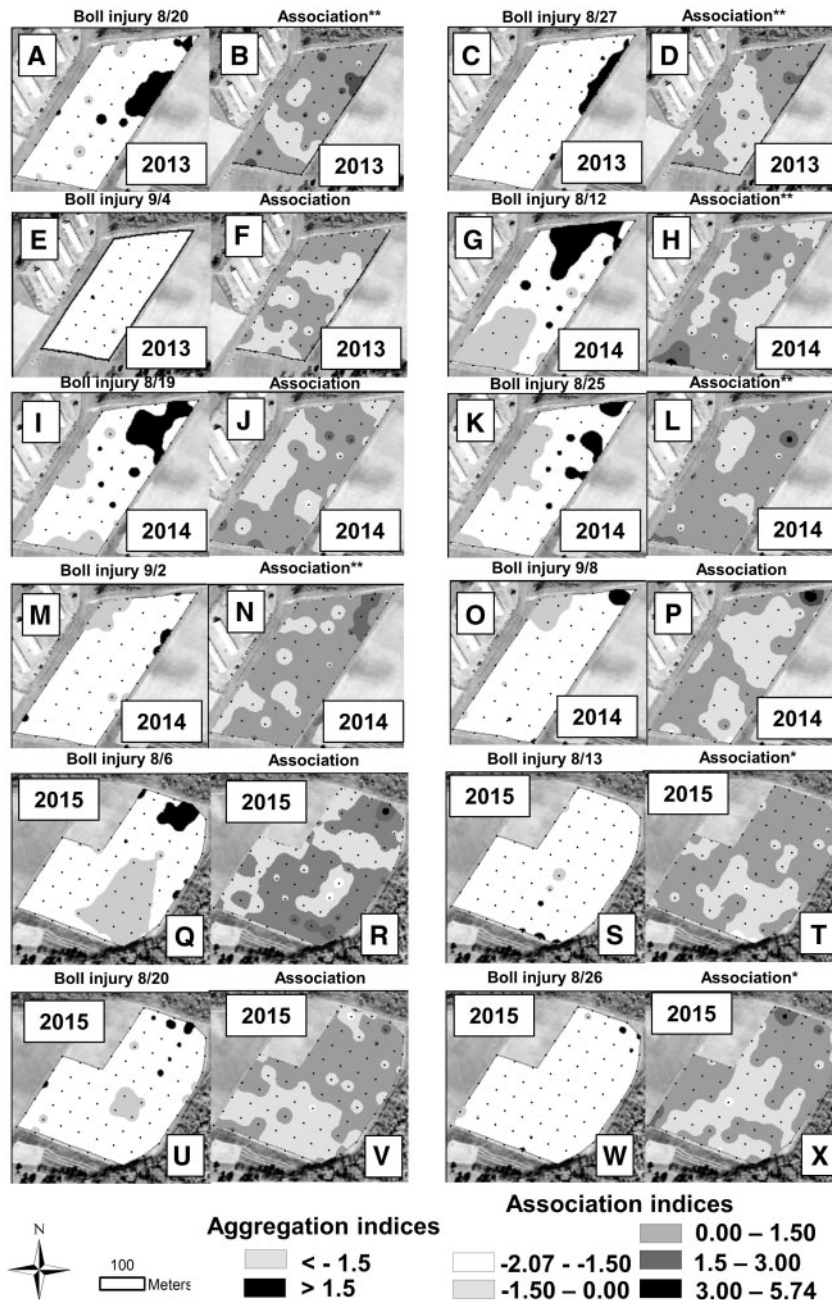 Boll injury 8/20 Association** Boll injury 8/27 Association**
A B C D
2013 2013 2013 2013
Boll injury 9/4 Association Boll injury 8/12 Association**
E F G H
2013 2013 2014 2014
Boll injury 8/19 Association Boll injury 8/25 Association**
I J K L
2014 2014 2014 2014
Boll injury 9/2 Association** Boll injury 9/8 Association
M N O P
2014 2014 2014 2014
Boll injury 8/6 Association Boll injury 8/13 Association*
2015 2015 2015 2015
Q R S T
Boll injury 8/20 Association Boll injury 8/26 Association*
2015 2015 2015 2015
U V W X
N
100
Meters
Aggregation indices
< - 1.5
> 1.5
Association indices
-2.07 - -1.50
-1.50 – 0.00
0.00 – 1.50
1.5 – 3.00
3.00 – 5.74